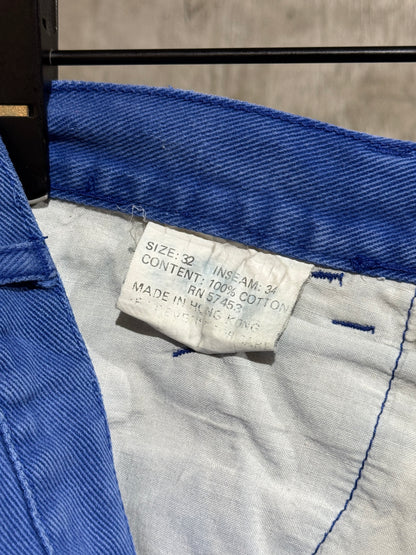 SIZE: 32 INSEAM: 34
CONTENT: 100% COTTON
RN 57453
MADE IN HONG KONG